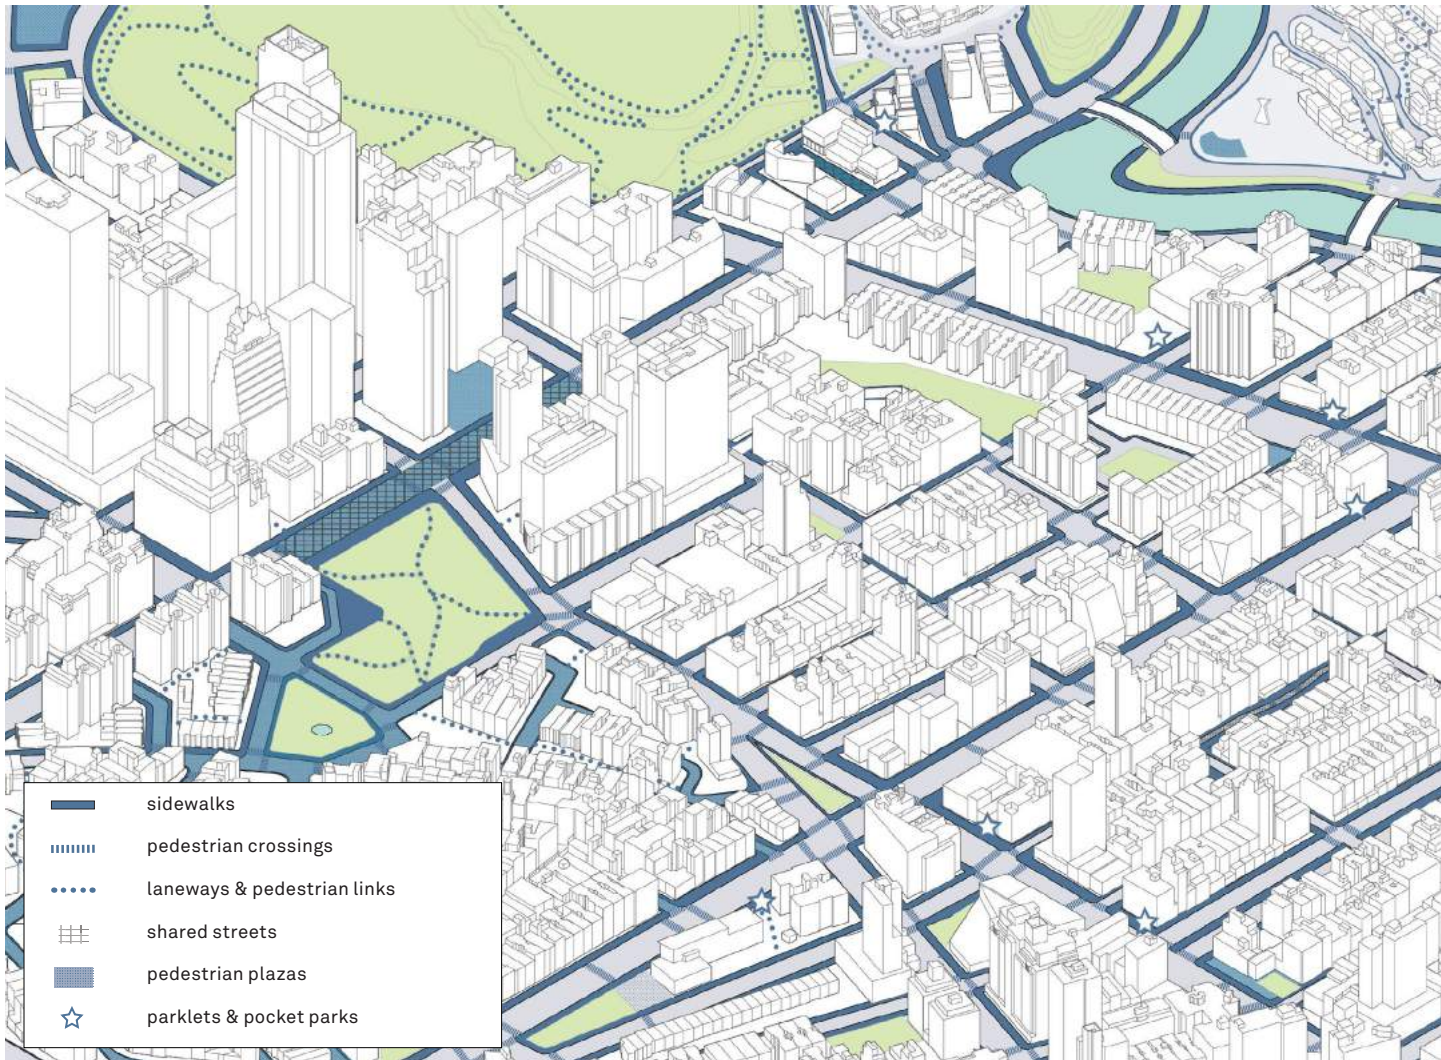 sidewalks
pedestrian crossings
laneways & pedestrian links
shared streets
pedestrian plazas
parklets & pocket parks